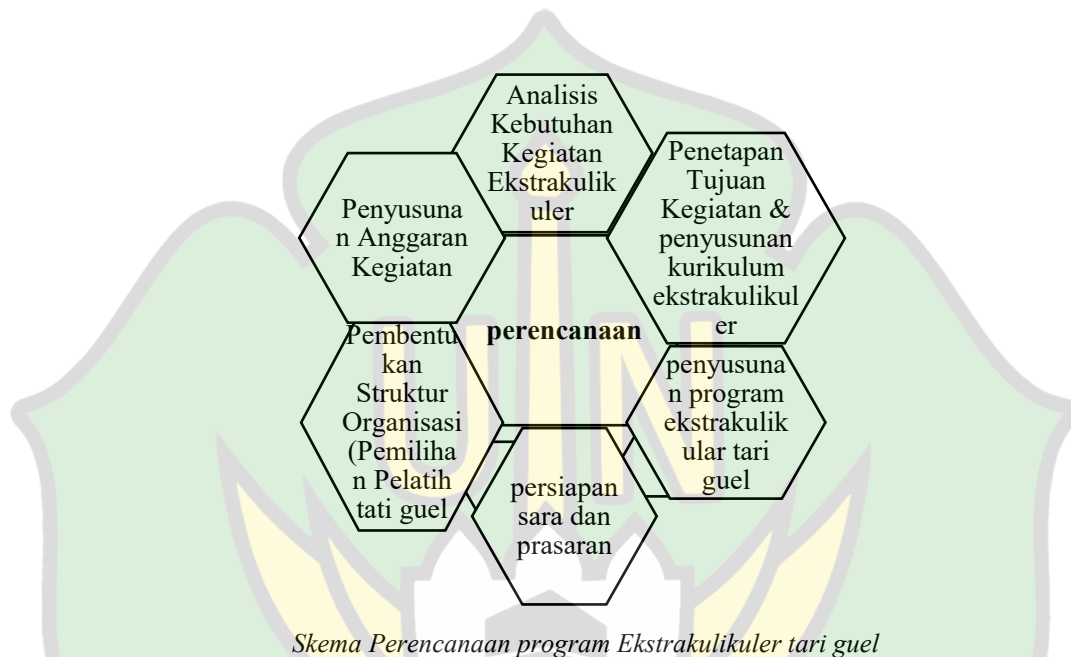 Analisis
Kebutuhan
Kegiatan
Ekstrakulik
uler
Penetapan
Tujuan
Kegiatan &
penyusunan
kurikulum
ekstrakulikul
er
penyusuna
n program
ekstrakulik
ular tari
guel
persiapan
sara dan
prasaran
Pembentu
kan
Struktur
Organisasi
(Pemiliha
n Pelatih
tati guel
Penyusuna
n Anggaran
Kegiatan
perencanaan
UIN
Skema Perencanaan program Ekstrakulikuler tari guel